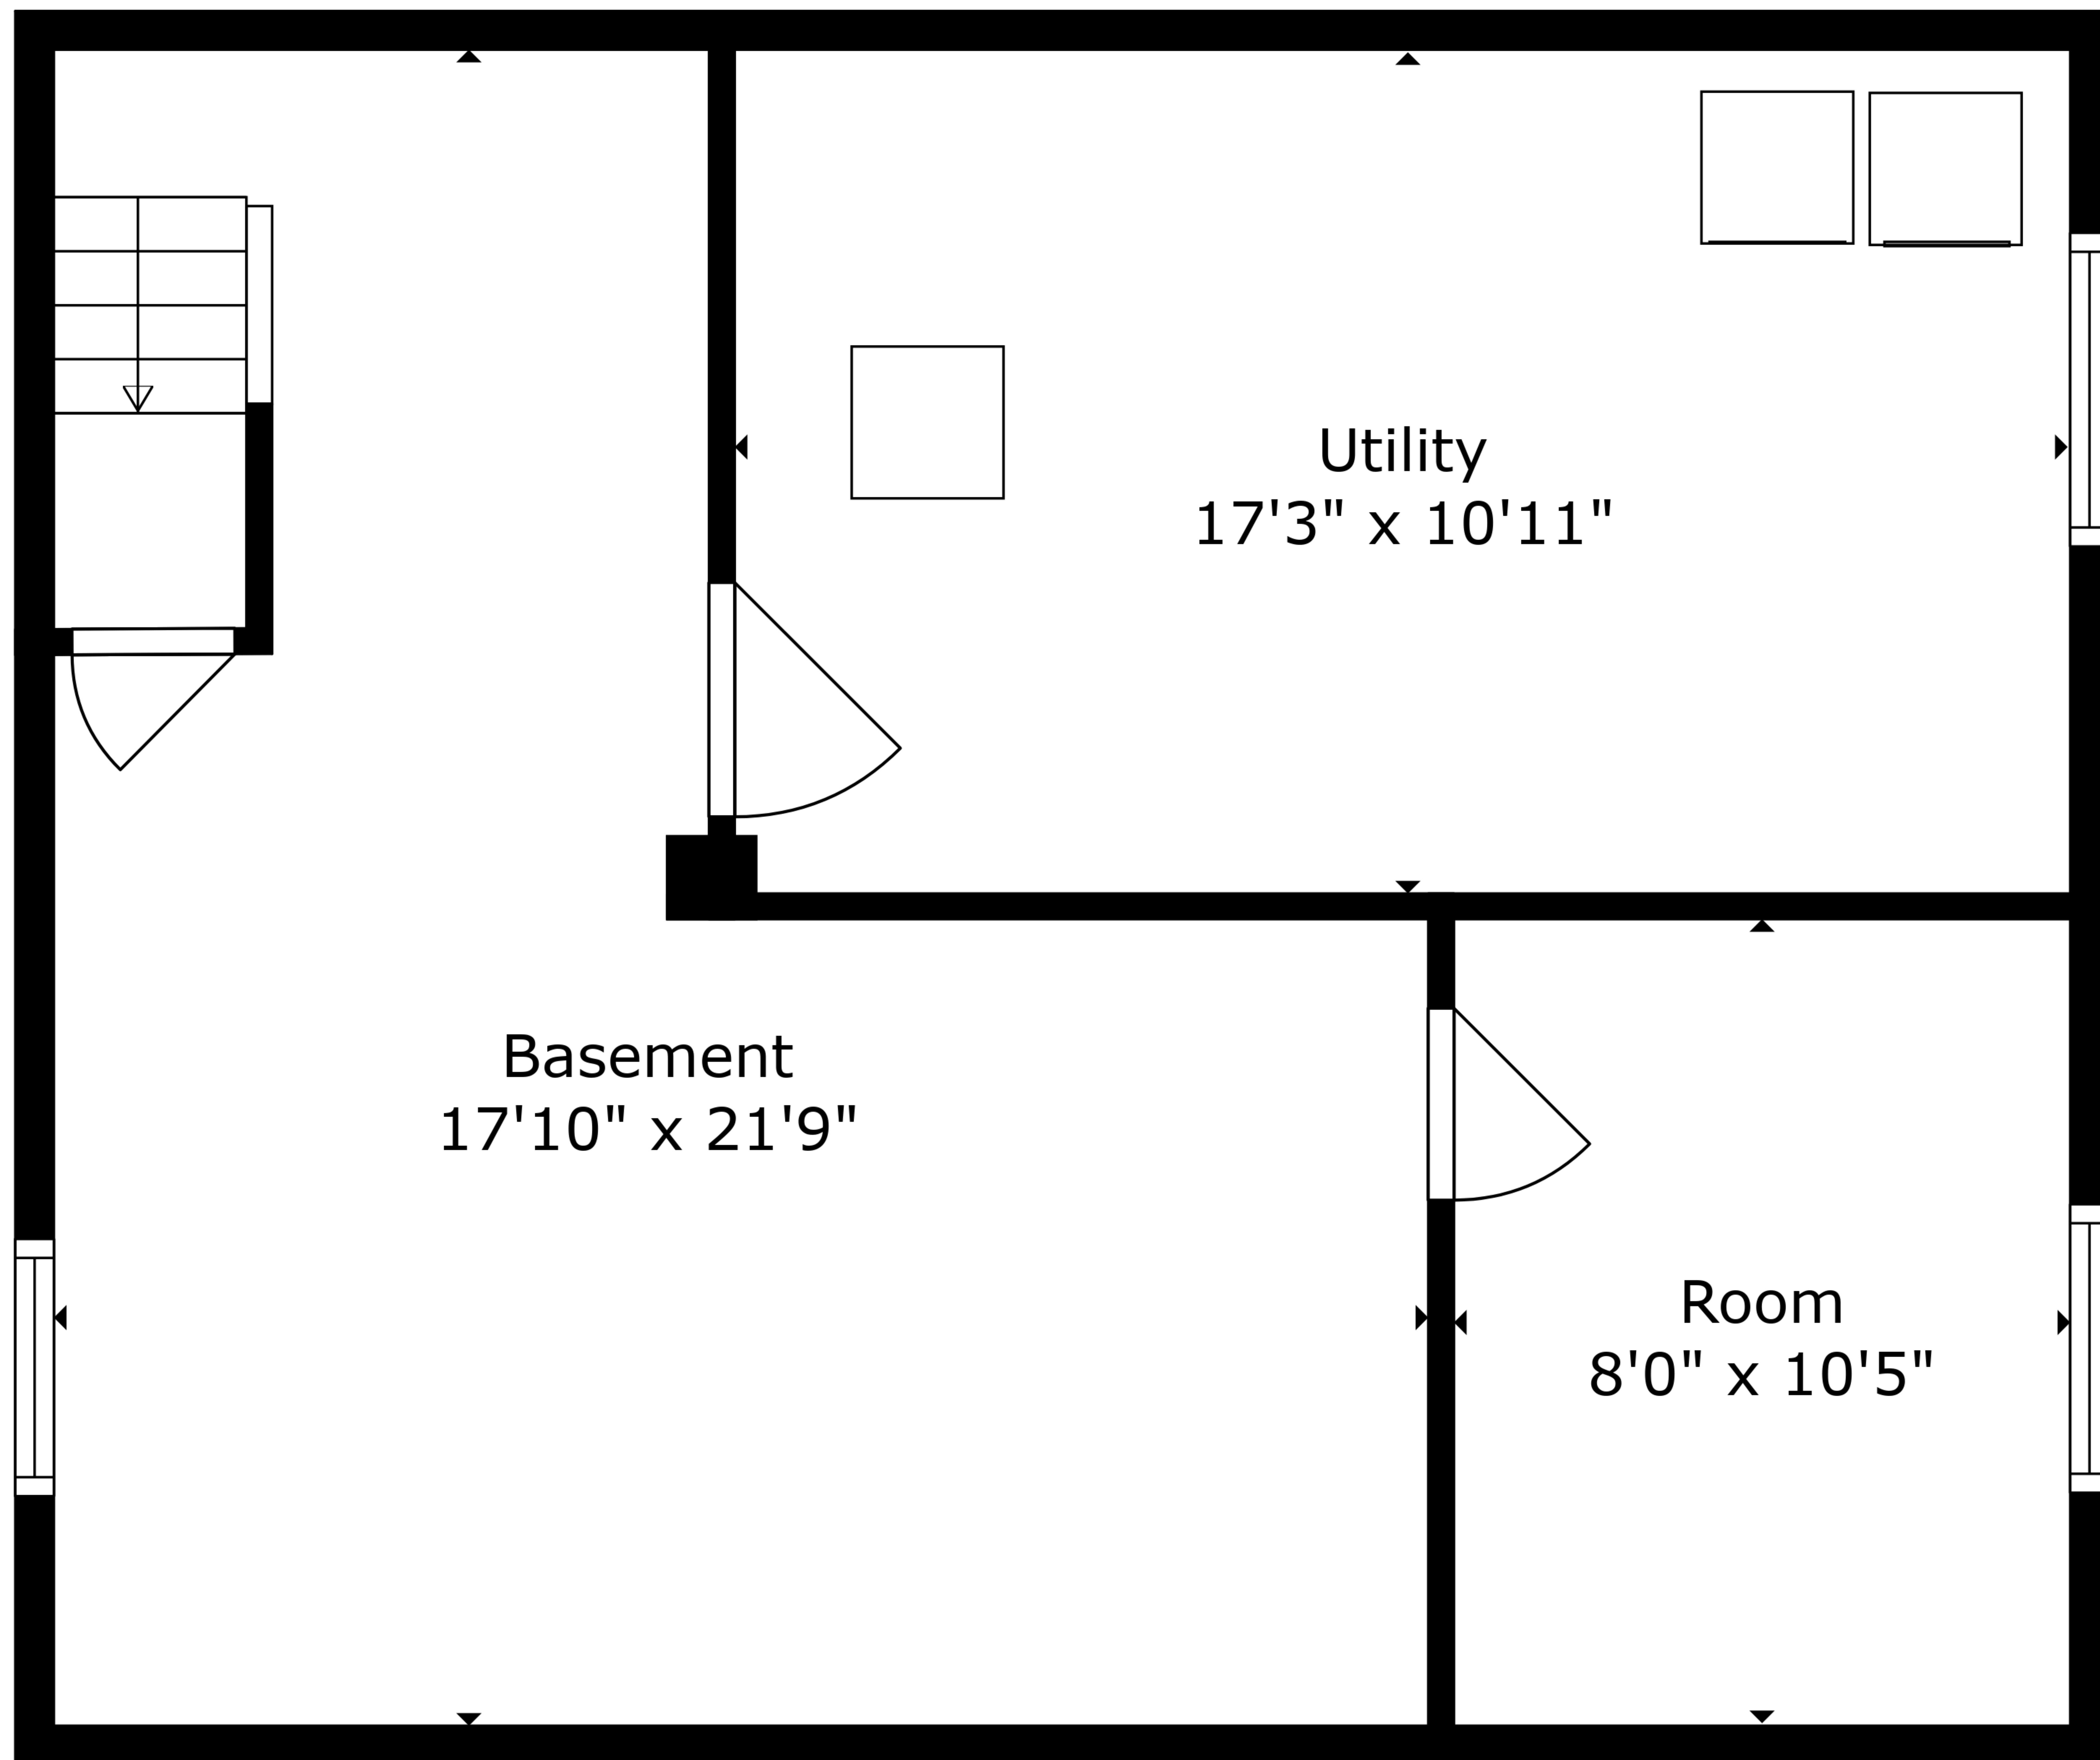 Utility
17'3" x 10'11"
Basement
17'10" x 21'9"
Room
8'0" x 10'5"